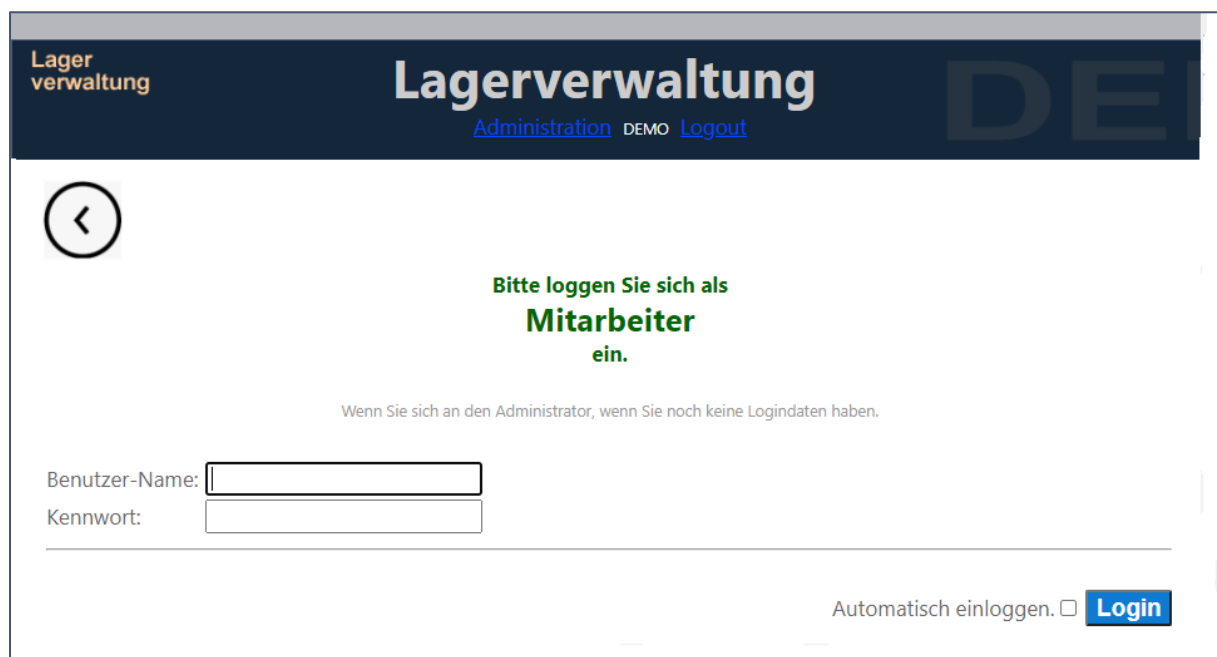 Lager
verwaltung
Lagerverwaltung
Administration DEMO Logout
Bitte loggen Sie sich als
Mitarbeiter
ein.
Wenn Sie sich an den Administrator, wenn Sie noch keine Logindaten haben.
Benutzer-Name:
Kennwort:
Automatisch einloggen. Login